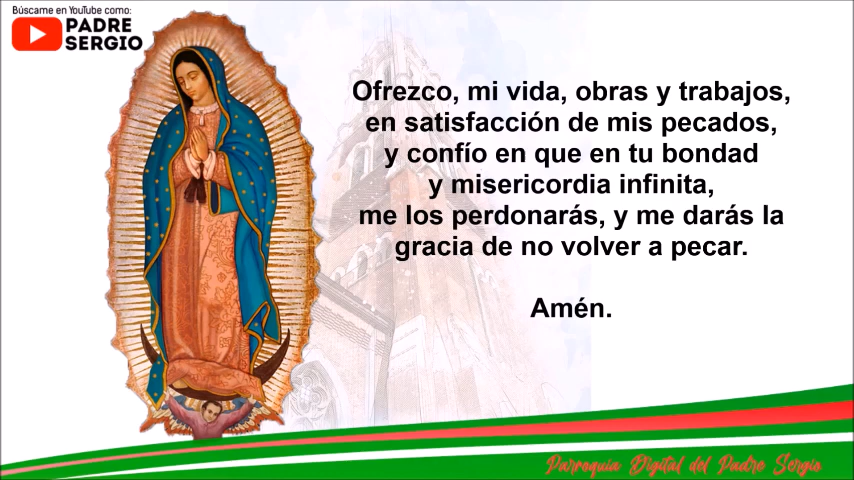 Búscame en YouTube como:
PADRE
SERGIO
Ofrezco, mi vida, obras y trabajos,
en satisfacción de mis pecados,
y confío en que en tu bondad
y misericordia infinita,
me los perdonarás, y me darás la
gracia de no volver a pecar.
Amén.
Parroquia Digital del Padre Sergio